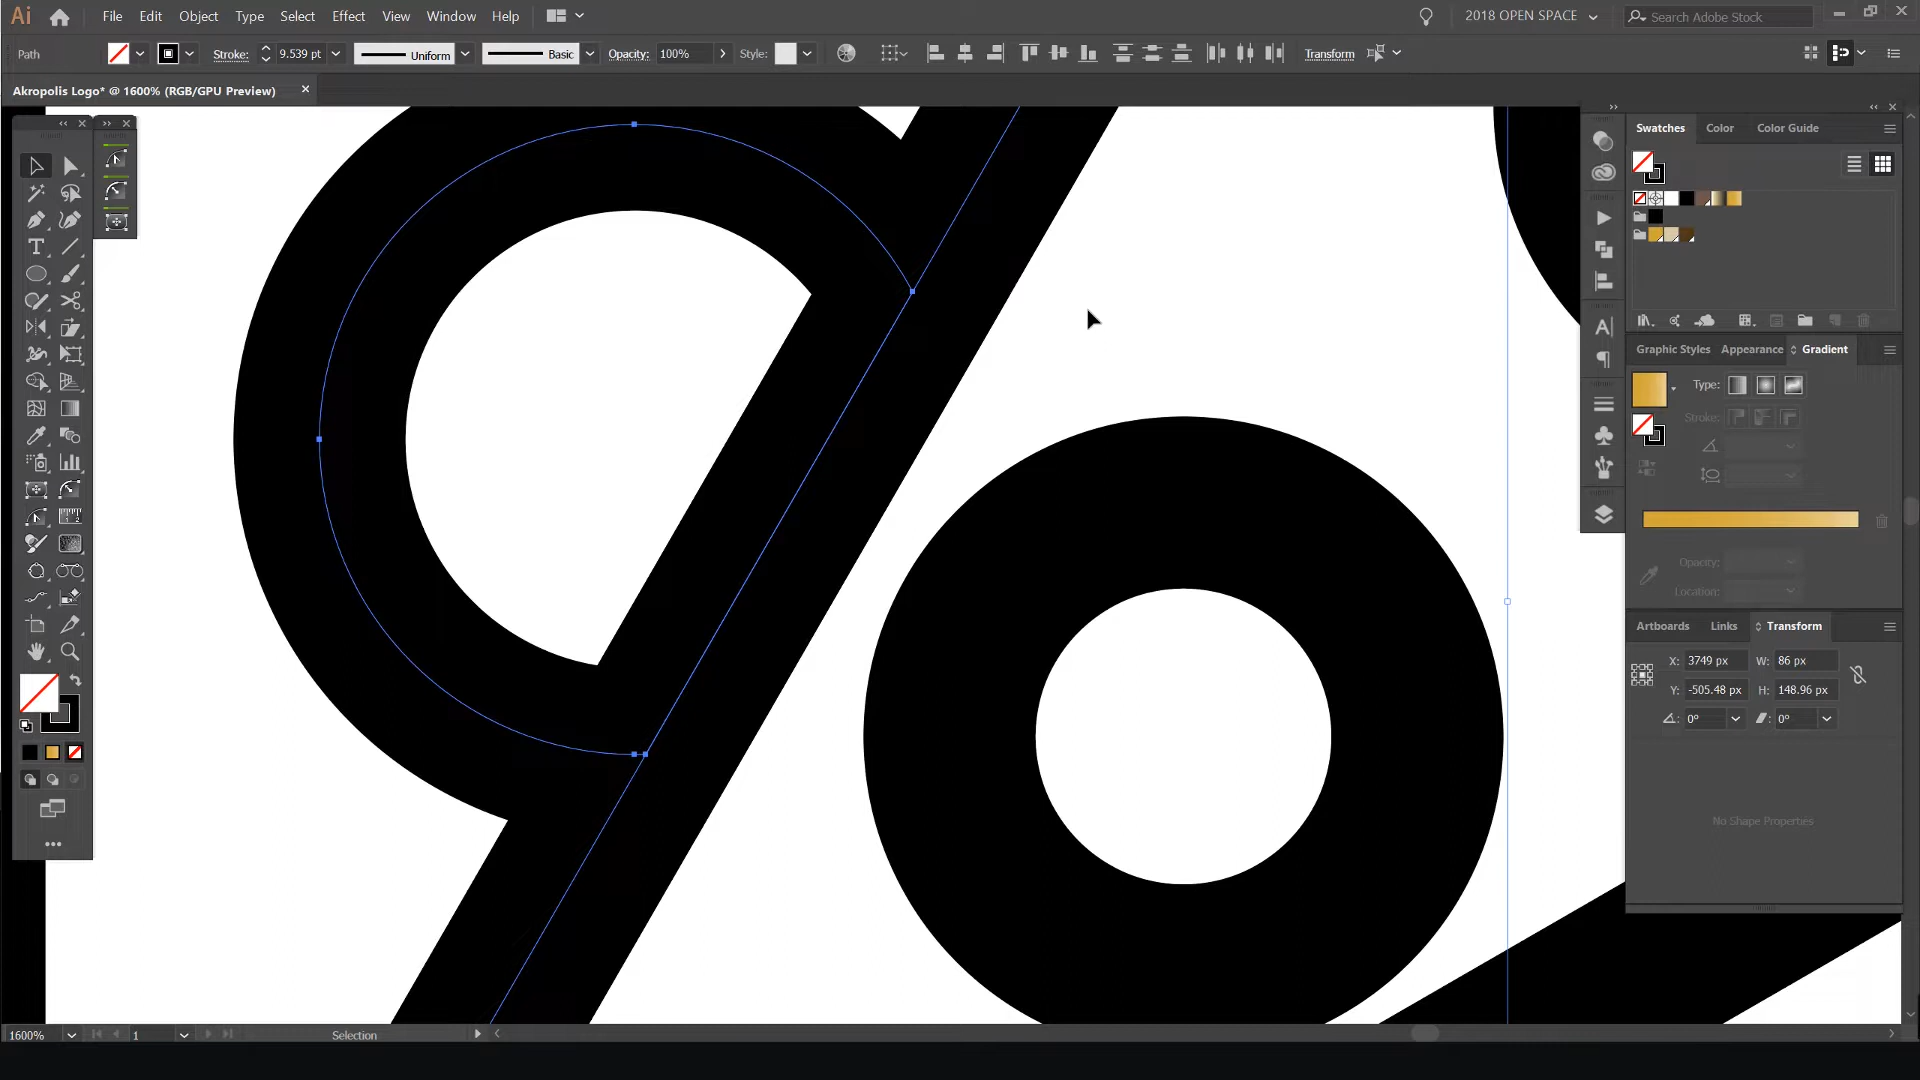 Ai File Edit Object Type Select Effect View Window Help 2018 OPEN SPACE Search Adobe Stock
Path Stroke: 9.539 pt Uniform Basic Opacity: 100% Style: Transform
Akropolis Logo* @ 1600% (RGB/GPU Preview)
Swatches Color Color Guide
Graphic Styles Appearance Gradient
Type:
Stroke:
Opacity:
Location:
Artboards Links Transform
X: 3749 px W: 86 px
Y: -505.48 px H: 148.96 px
0° 0°
No Shape Properties
1600% 1 Selection